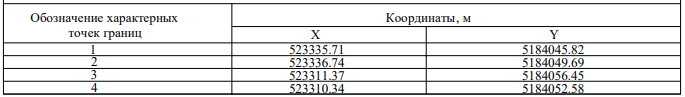 Обозначение характерных точек границ Координаты, м
X Y
1 523335.71 5184045.82
2 523336.74 5184049.69
3 523311.37 5184056.45
4 523310.34 5184052.58